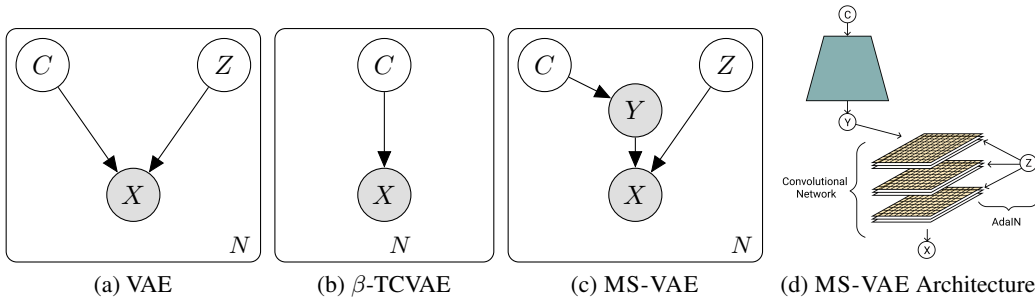 C Z X N
C X N
C Y Z X N
C
Y
Z
Convolutional
Network
AdaIN
X
(a) VAE
(b) β-TCVAE
(c) MS-VAE
(d) MS-VAE Architecture